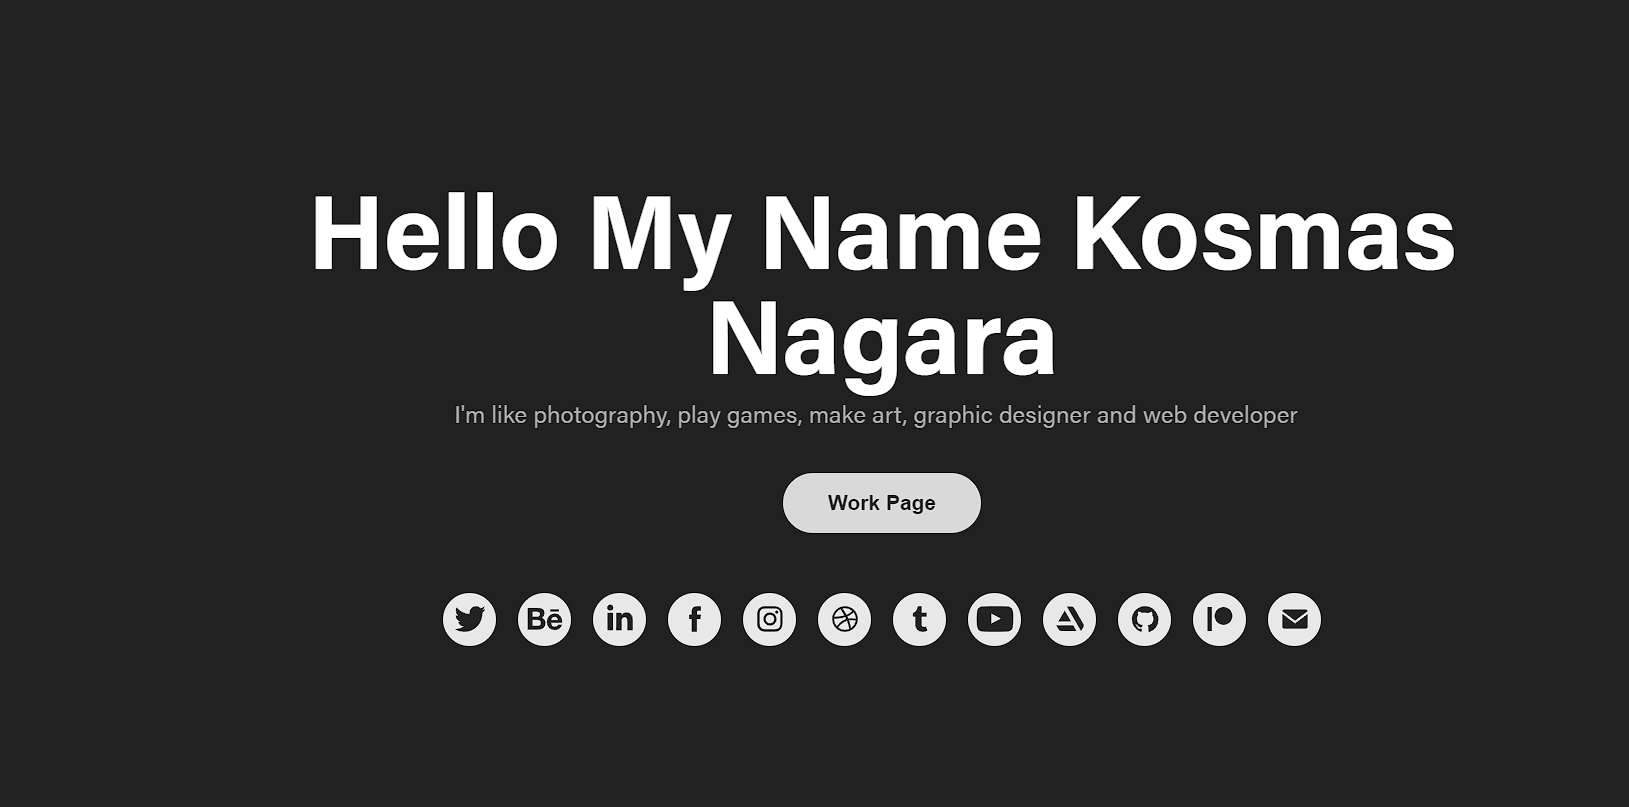 Hello My Name Kosmas
Nagara
I'm like photography, play games, make art, graphic designer and web developer
Work Page